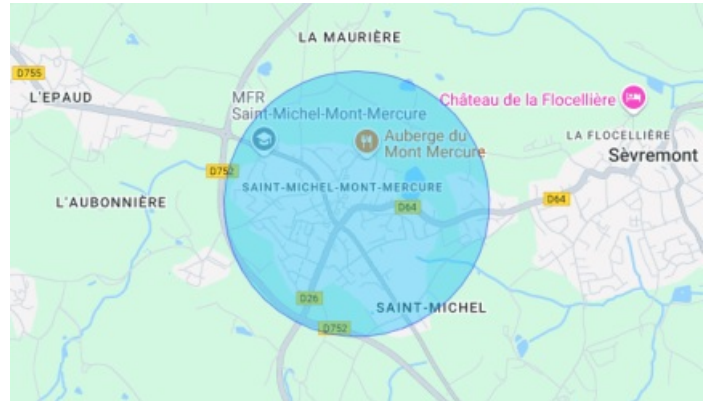 LA MAURIÈRE
D755
L'EPAUD
MFR
Saint-Michel-Mont-Mercure
Château de la Flocellière
Auberge du
Mont Mercure
LA FLOCELLIÈRE
Sèvremont
D752
SAINT-MICHEL-MONT-MERCURE
L'AUBONNIÈRE
D64
D64
D26
SAINT-MICHEL
D752